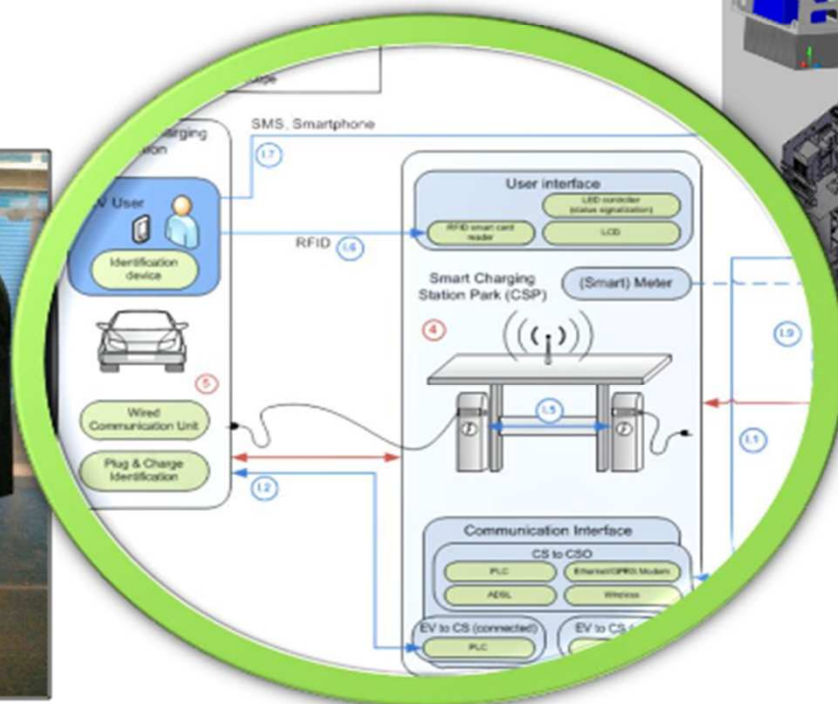 SMS, Smartphone
I.7
User
Identification
device
RFID
I.6
User interface
LED controller
(status signalization)
RFID smart card
reader
LCD
Smart Charging
Station Park (CSP)
(Smart) Meter
4
I.9
5
I.5
I.1
Wired
Communication Unit
Plug & Charge
Identification
I.2
Communication Interface
CS to CSO
PLC
Ethernet/GPRS Modem
ADSL
Wireless
EV to CS (connected)
EV to CS
PLC